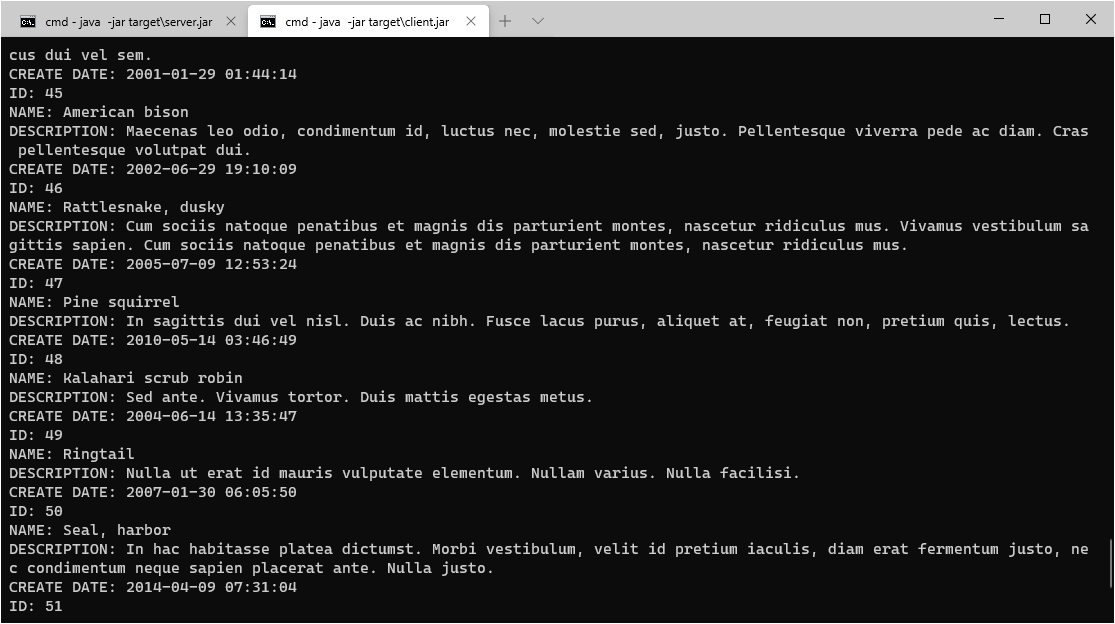 cmd - java  -jar target\server.jar
cmd - java  -jar target\client.jar
cus dui vel sem.
CREATE DATE: 2001-01-29 01:44:14
ID: 45
NAME: American bison
DESCRIPTION: Maecenas leo odio, condimentum id, luctus nec, molestie sed, justo. Pellentesque viverra pede ac diam. Cras
 pellentesque volutpat dui.
CREATE DATE: 2002-06-29 19:10:09
ID: 46
NAME: Rattlesnake, dusky
DESCRIPTION: Cum sociis natoque penatibus et magnis dis parturient montes, nascetur ridiculus mus. Vivamus vestibulum sa
gittis sapien. Cum sociis natoque penatibus et magnis dis parturient montes, nascetur ridiculus mus.
CREATE DATE: 2005-07-09 12:53:24
ID: 47
NAME: Pine squirrel
DESCRIPTION: In sagittis dui vel nisl. Duis ac nibh. Fusce lacus purus, aliquet at, feugiat non, pretium quis, lectus.
CREATE DATE: 2010-05-14 03:46:49
ID: 48
NAME: Kalahari scrub robin
DESCRIPTION: Sed ante. Vivamus tortor. Duis mattis egestas metus.
CREATE DATE: 2004-06-14 13:35:47
ID: 49
NAME: Ringtail
DESCRIPTION: Nulla ut erat id mauris vulputate elementum. Nullam varius. Nulla facilisi.
CREATE DATE: 2007-01-30 06:05:50
ID: 50
NAME: Seal, harbor
DESCRIPTION: In hac habitasse platea dictumst. Morbi vestibulum, velit id pretium iaculis, diam erat fermentum justo, ne
c condimentum neque sapien placerat ante. Nulla justo.
CREATE DATE: 2014-04-09 07:31:04
ID: 51